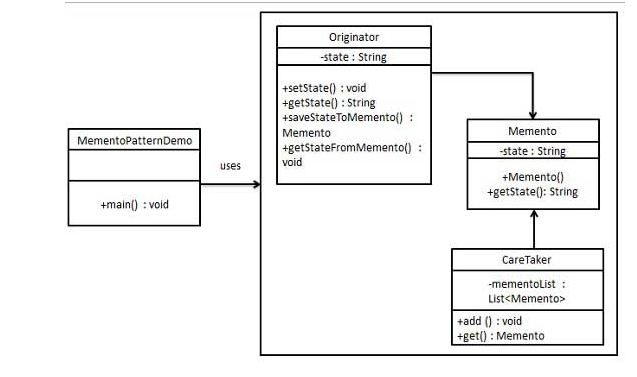 MementoPatternDemo
+main() : void
uses
Originator
-state : String
+setState() : void
+getState() : String
+saveStateToMemento() :
Memento
+getStateFromMemento() :
void
Memento
-state : String
+Memento()
+getState(): String
CareTaker
-mementoList :
List<Memento>
+add () : void
+get() : Memento